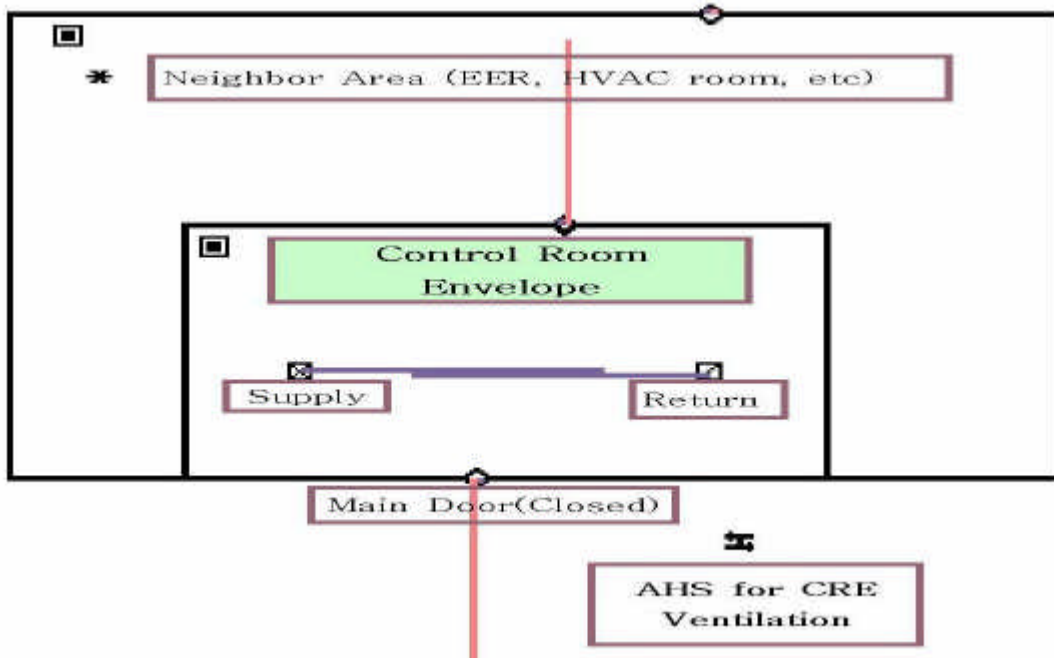 Neighbor Area (EER, HVAC room, etc)
Control Room
Envelope
Supply
Return
Main Door(Closed)
AHS for CRE
Ventilation